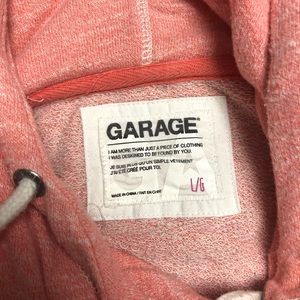 GARAGE®
I AM MORE THAN JUST A PIECE OF CLOTHING
I WAS DESIGNED TO BE FOUND BY YOU.
JE SUIS PLUS QU'UN SIMPLE VÊTEMENT
J'AI ÉTÉ CRÉÉ POUR TOI.
MADE IN CHINA / FAIT EN CHINE
L/G